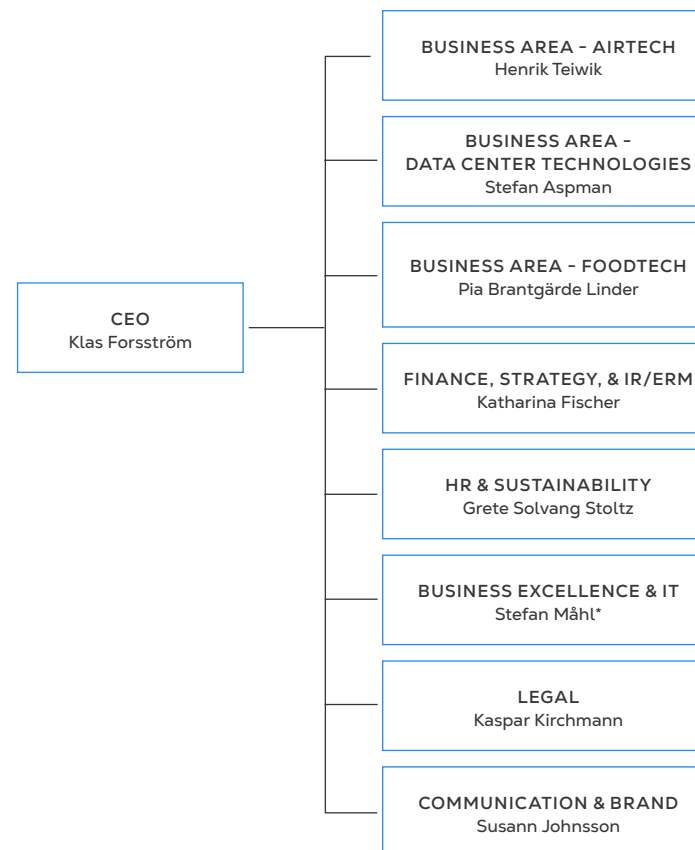 BUSINESS AREA - AIRTECH
Henrik Teiwik
BUSINESS AREA -
DATA CENTER TECHNOLOGIES
Stefan Aspman
BUSINESS AREA - FOODTECH
Pia Brantgärde Linder
CEO
Klas Forsström
FINANCE, STRATEGY, & IR/ERM
Katharina Fischer
HR & SUSTAINABILITY
Grete Solvang Stoltz
BUSINESS EXCELLENCE & IT
Stefan Måhl*
LEGAL
Kaspar Kirchmann
COMMUNICATION & BRAND
Susann Johnsson